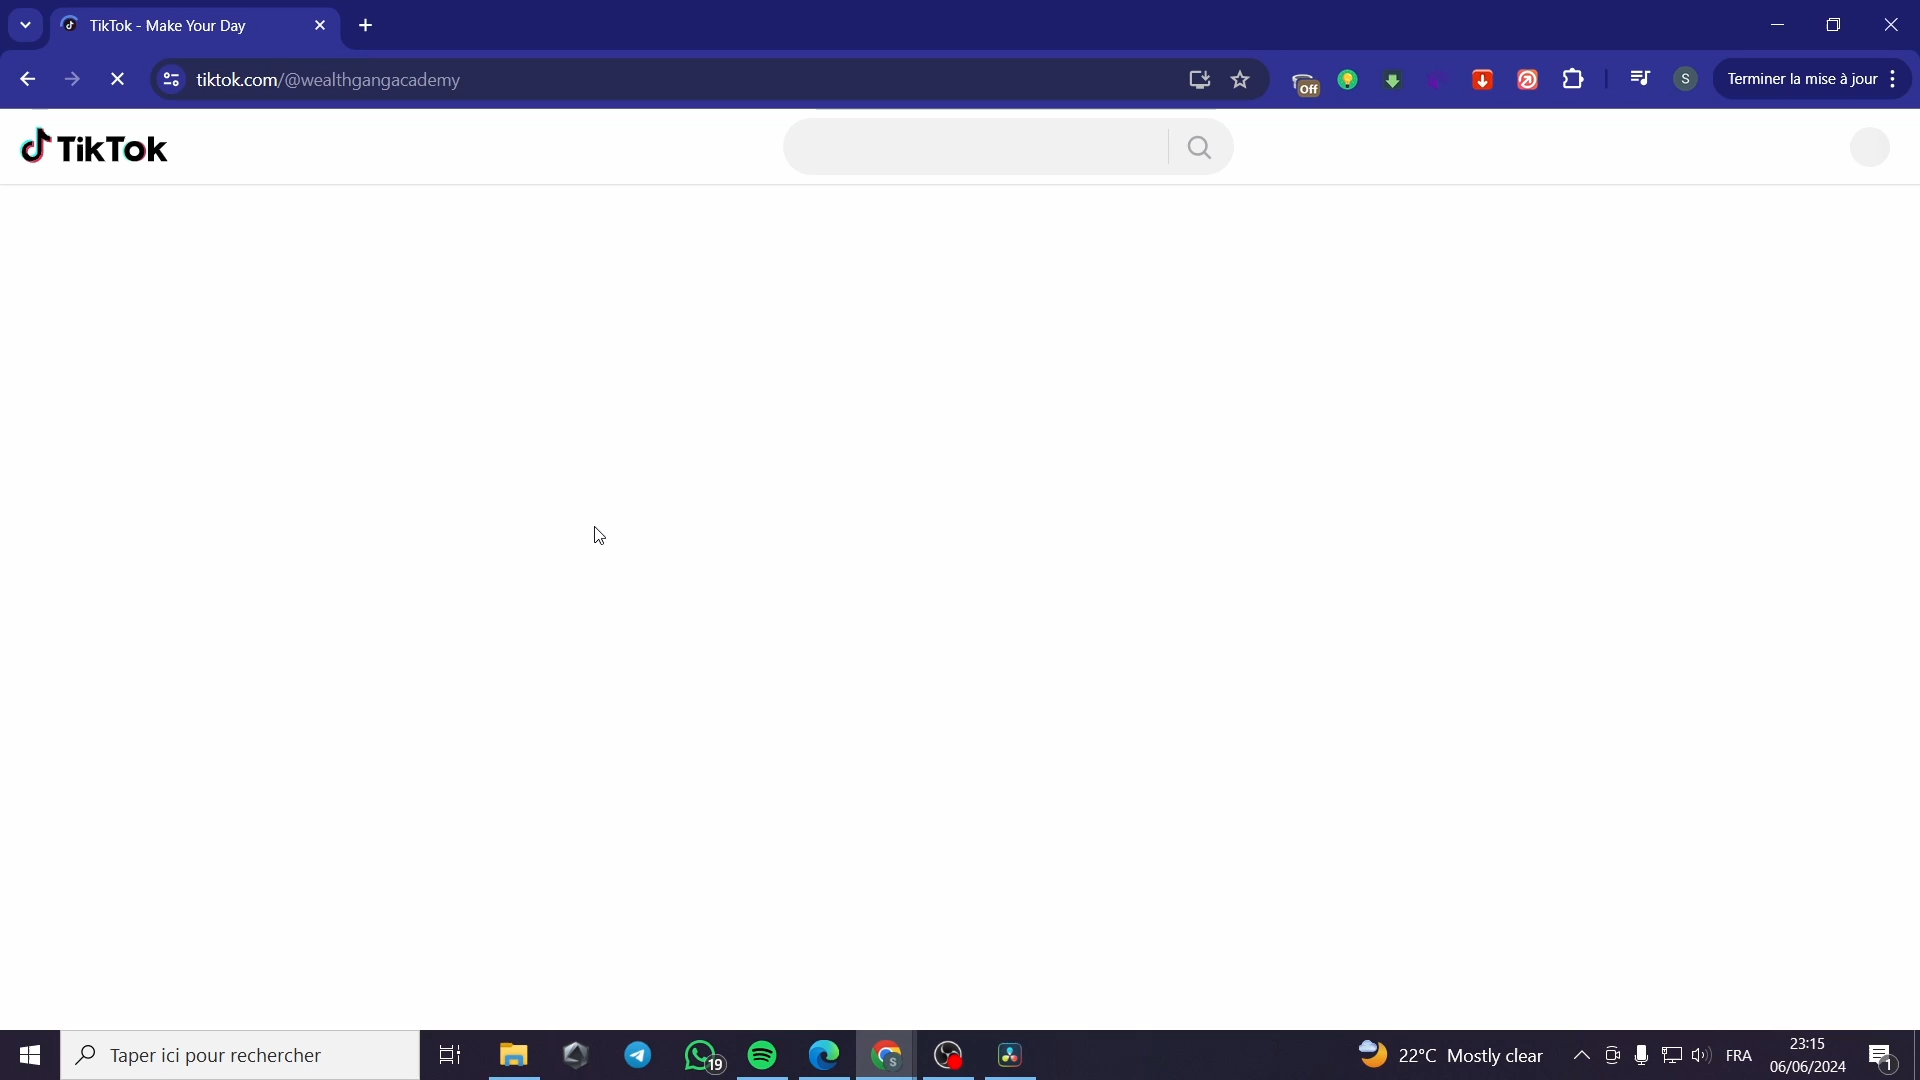 TikTok - Make Your Day
tiktok.com/@wealthgangacademy
Off
S
Terminer la mise à jour
TikTok
Taper ici pour rechercher
19
S
22°C Mostly clear
FRA
23:15
06/06/2024
1